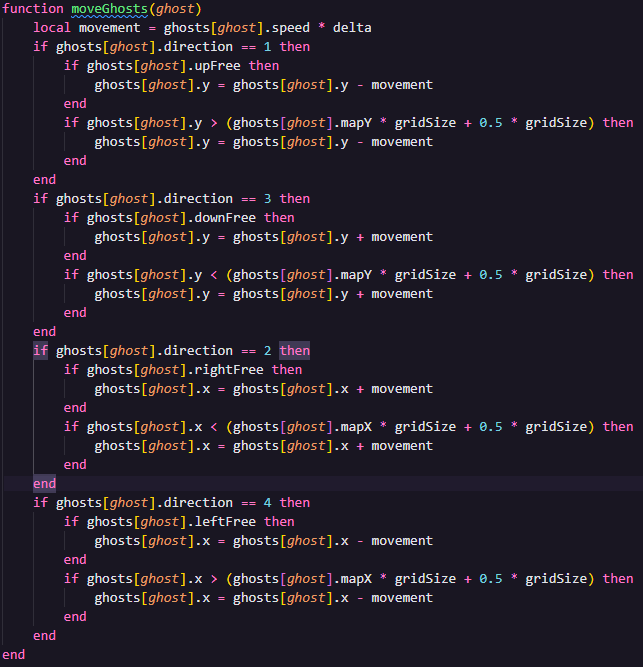 function moveGhosts(ghost)
    local movement = ghosts[ghost].speed * delta
    if ghosts[ghost].direction == 1 then
        if ghosts[ghost].upFree then
            ghosts[ghost].y = ghosts[ghost].y - movement
        end
        if ghosts[ghost].y > (ghosts[ghost].mapY * gridSize + 0.5 * gridSize) then
            ghosts[ghost].y = ghosts[ghost].y - movement
        end
    end
    if ghosts[ghost].direction == 3 then
        if ghosts[ghost].downFree then
            ghosts[ghost].y = ghosts[ghost].y + movement
        end
        if ghosts[ghost].y < (ghosts[ghost].mapY * gridSize + 0.5 * gridSize) then
            ghosts[ghost].y = ghosts[ghost].y + movement
        end
    end
    if ghosts[ghost].direction == 2 then
        if ghosts[ghost].rightFree then
            ghosts[ghost].x = ghosts[ghost].x + movement
        end
        if ghosts[ghost].x < (ghosts[ghost].mapX * gridSize + 0.5 * gridSize) then
            ghosts[ghost].x = ghosts[ghost].x + movement
        end
    end
    if ghosts[ghost].direction == 4 then
        if ghosts[ghost].leftFree then
            ghosts[ghost].x = ghosts[ghost].x - movement
        end
        if ghosts[ghost].x > (ghosts[ghost].mapX * gridSize + 0.5 * gridSize) then
            ghosts[ghost].x = ghosts[ghost].x - movement
        end
    end
end